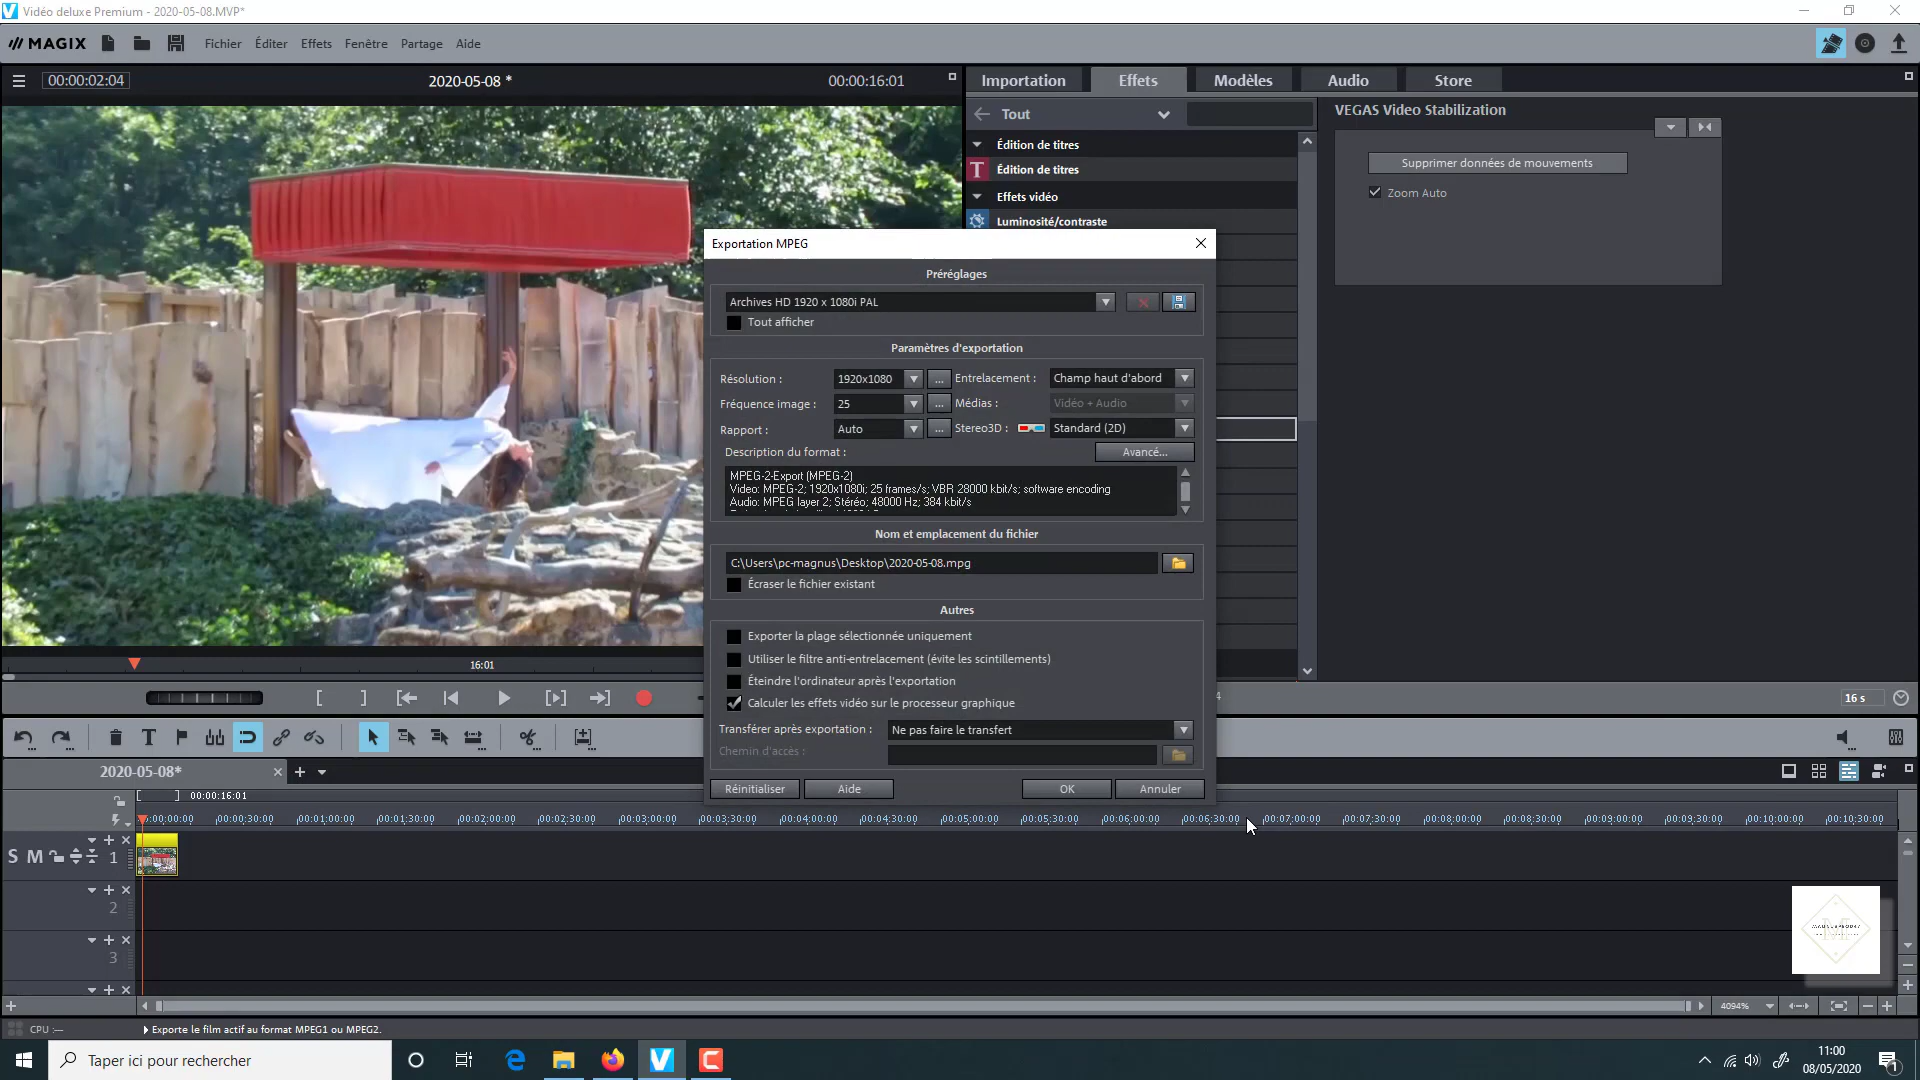 Vidéo deluxe Premium - 2020-05-08.MVP*
MAGIX
Fichier Éditer Effets Fenêtre Partage Aide
00:00:02:04
2020-05-08 *
00:00:16:01
Importation Effets Modèles Audio Store
Tout
Édition de titres
Édition de titres
Effets vidéo
Luminosité/contraste
VEGAS Video Stabilization
Supprimer données de mouvements
Zoom Auto
Exportation MPEG
Préréglages
Archives HD 1920 x 1080i PAL
Tout afficher
Paramètres d'exportation
Résolution : 1920x1080 ... Entrelacement : Champ haut d'abord
Fréquence image : 25 ... Médias : Vidéo + Audio
Rapport : Auto ... Stereo3D : Standard (2D)
Description du format : Avancé...
MPEG-2-Export (MPEG-2)
Video: MPEG-2; 1920x1080i; 25 frames/s; VBR 28000 kbit/s; software encoding
Audio: MPEG layer 2; Stéréo; 48000 Hz; 384 kbit/s
Nom et emplacement du fichier
C:\Users\pc-magnus\Desktop\2020-05-08.mpg
Écraser le fichier existant
Autres
Exporter la plage sélectionnée uniquement
Utiliser le filtre anti-entrelacement (évite les scintillements)
Éteindre l'ordinateur après l'exportation
Calculer les effets vidéo sur le processeur graphique
Transférer après exportation : Ne pas faire le transfert
Chemin d'accès :
Réinitialiser Aide OK Annuler
16:01
4
16 s
2020-05-08*
00:00:16:01
00:00:30:00 00:01:00:00 00:01:30:00 00:02:00:00 00:02:30:00 00:03:00:00 00:03:30:00 00:04:00:00 00:04:30:00 00:05:00:00 00:05:30:00 00:06:00:00 00:06:30:00 00:07:00:00 00:07:30:00 00:08:00:00 00:08:30:00 00:09:00:00 00:09:30:00 00:10:00:00 00:10:30:00
S M 1
2
3
4094%
CPU :—
Exporte le film actif au format MPEG1 ou MPEG2.
Taper ici pour rechercher
11:00
08/05/2020
1